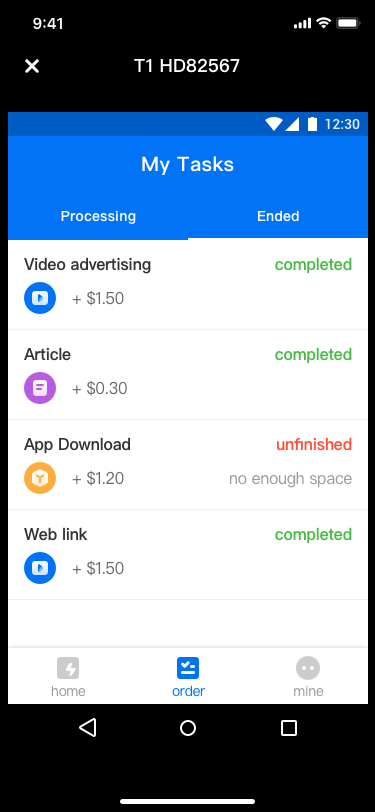 9:41
T1 HD82567
12:30
My Tasks
Processing Ended
Video advertising completed
+ $1.50
Article completed
+ $0.30
App Download unfinished
+ $1.20 no enough space
Web link completed
+ $1.50
home order mine